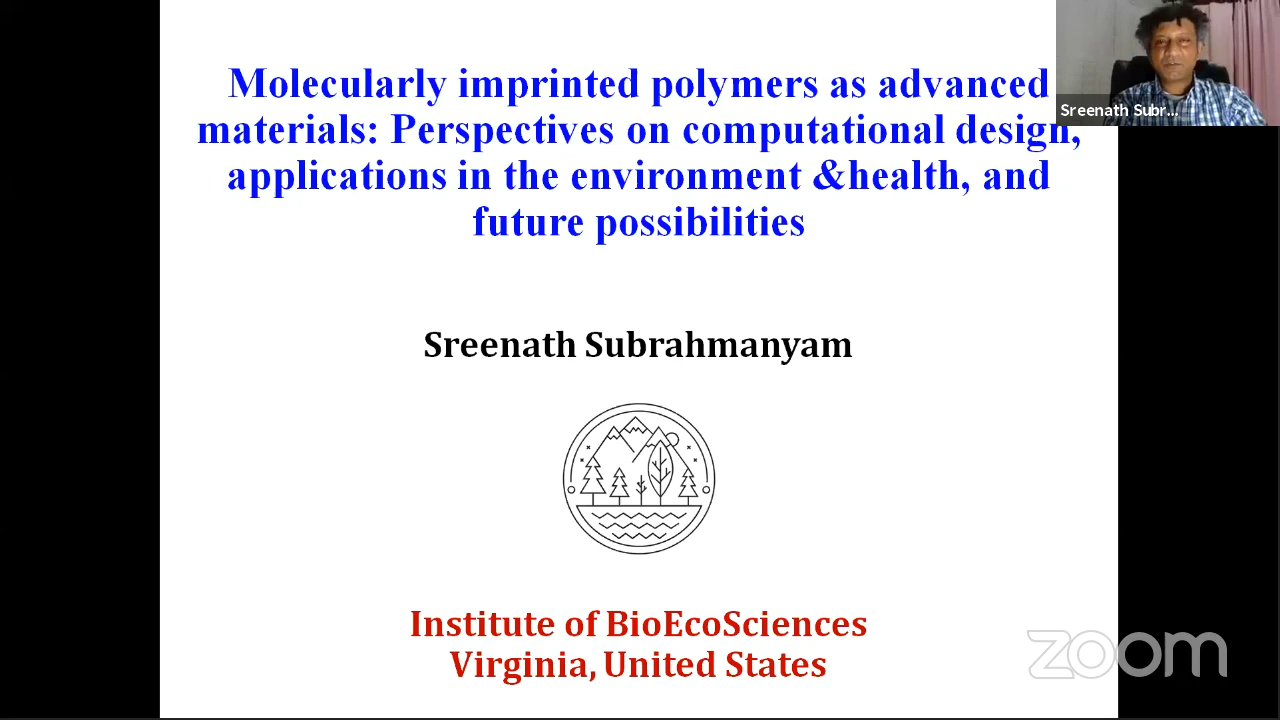 Molecularly imprinted polymers as advanced
materials: Perspectives on computational design,
applications in the environment &health, and
future possibilities
Sreenath Subr...
Sreenath Subrahmanyam
Institute of BioEcoSciences
Virginia, United States
zoom